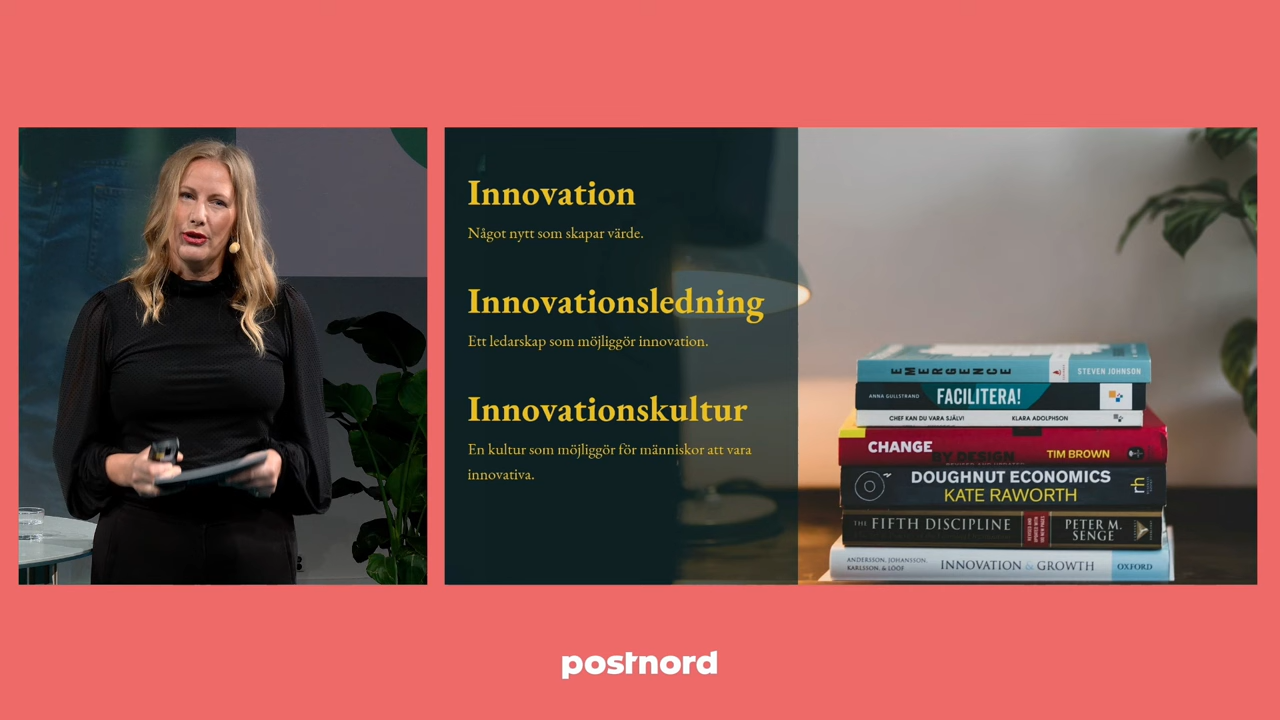 Innovation
Något nytt som skapar värde.
Innovationsledning
Ett ledarskap som möjliggör innovation.
Innovationskultur
En kultur som möjliggör för människor att vara
innovativa.
EMERGENCE STEVEN JOHNSON
ANNA GULLSTRAND FACILITERA!
CHEF KAN DU VARA SJÄLV! KLARA ADOLPHSON
CHANGE
BY DESIGN TIM BROWN
DOUGHNUT ECONOMICS
KATE RAWORTH rh
THE FIFTH DISCIPLINE PETER M.
SENGE
ANDERSSON, JOHANSSON,
KARLSSON, & LÖÖF INNOVATION & GROWTH OXFORD
postnord